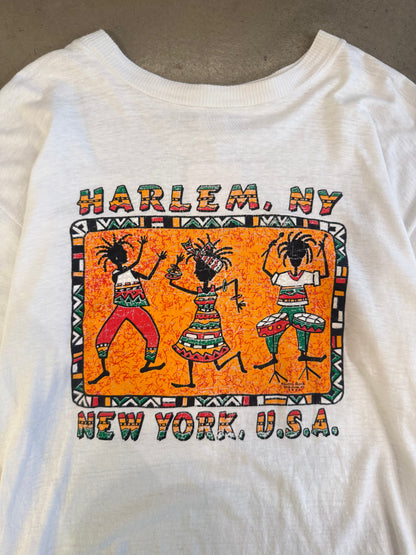 HARLEM, NY
NEW YORK, U.S.A.